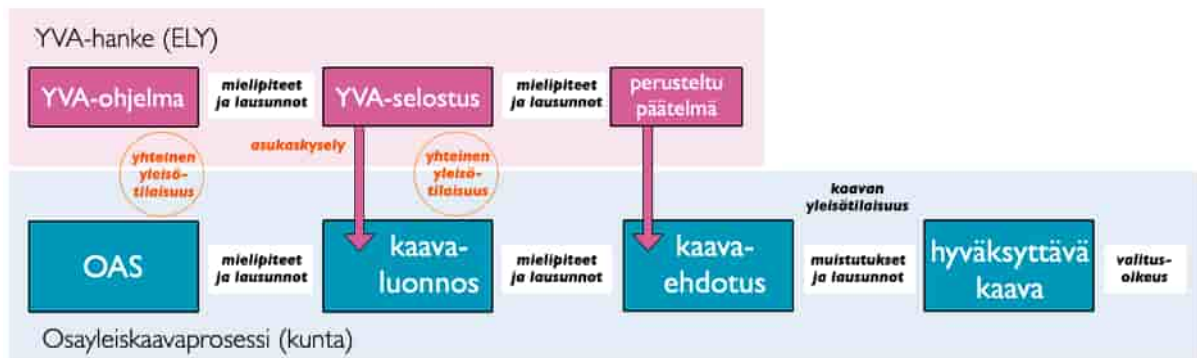 YVA-hanke (ELY)
YVA-ohjelma
mielipiteet
ja lausunnot
YVA-selostus
mielipiteet
ja lausunnot
perusteltu
päätelmä
yhteinen
yleisö-
tilaisuus
asukaskysely
yhteinen
yleisö-
tilaisuus
kaavan
yleisötilaisuus
OAS
mielipiteet
ja lausunnot
kaava-
luonnos
mielipiteet
ja lausunnot
kaava-
ehdotus
muistutukset
ja lausunnot
hyväksyttävä
kaava
valitus-
oikeus
Osayleiskaavaprosessi (kunta)